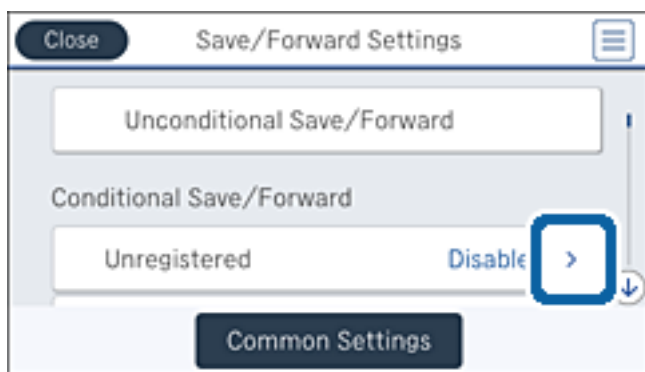 Close
Save/Forward Settings
Unconditional Save/Forward
Conditional Save/Forward
Unregistered Disable
Common Settings